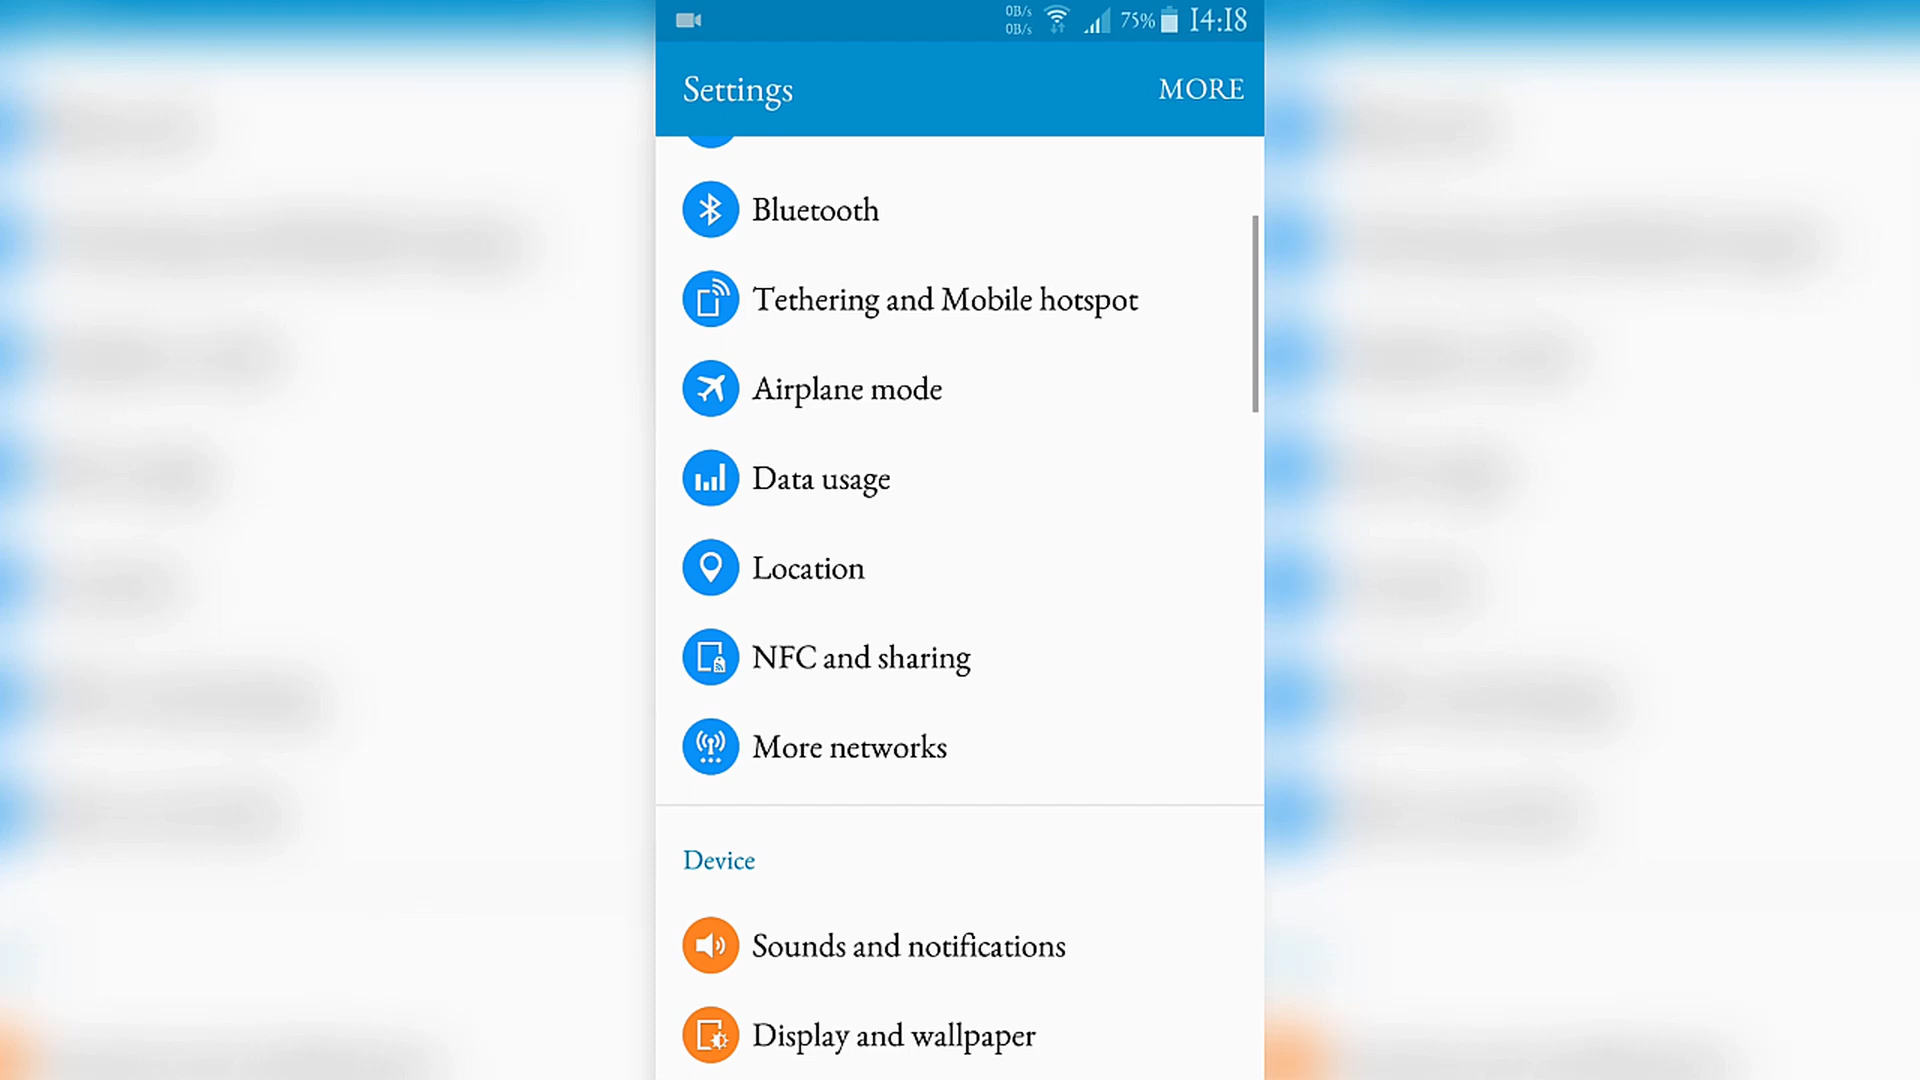 0B/s
0B/s
75%
14:18
Settings
MORE
Bluetooth
Tethering and Mobile hotspot
Airplane mode
Data usage
Location
NFC and sharing
More networks
Device
Sounds and notifications
Display and wallpaper